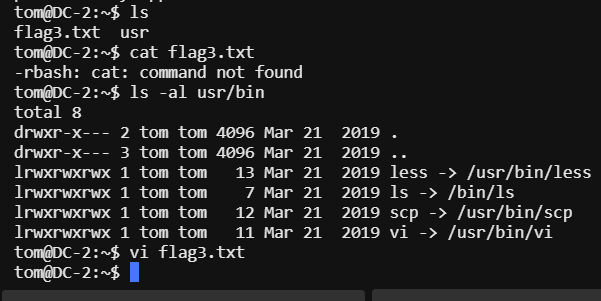 tom@DC-2:~$ ls
flag3.txt  usr
tom@DC-2:~$ cat flag3.txt
-rbash: cat: command not found
tom@DC-2:~$ ls -al usr/bin
total 8
drwxr-x--- 2 tom tom 4096 Mar 21  2019 .
drwxr-x--- 3 tom tom 4096 Mar 21  2019 ..
lrwxrwxrwx 1 tom tom   13 Mar 21  2019 less -> /usr/bin/less
lrwxrwxrwx 1 tom tom    7 Mar 21  2019 ls -> /bin/ls
lrwxrwxrwx 1 tom tom   12 Mar 21  2019 scp -> /usr/bin/scp
lrwxrwxrwx 1 tom tom   11 Mar 21  2019 vi -> /usr/bin/vi
tom@DC-2:~$ vi flag3.txt
tom@DC-2:~$